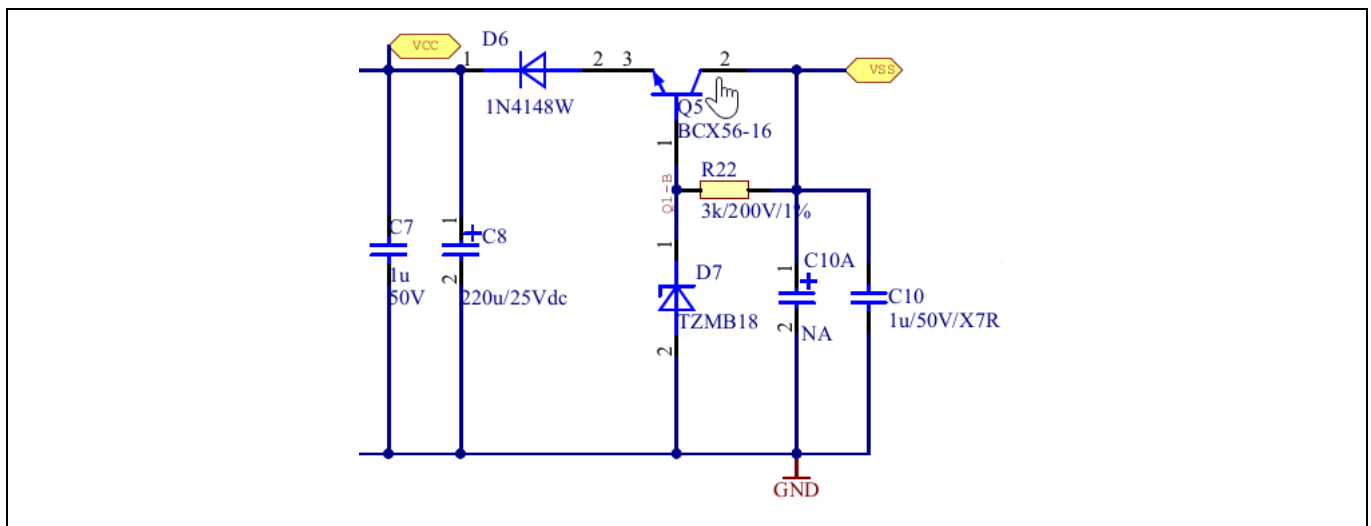 VCC
D6
1
2
3
2
VSS
1N4148W
Q5
BCX56-16
1
Q1-B
R22
3k/200V/1%
C7
1u
50V
1
C8
2
220u/25Vdc
1
D7
TZMB18
2
C10A
1
2
NA
C10
1u/50V/X7R
GND